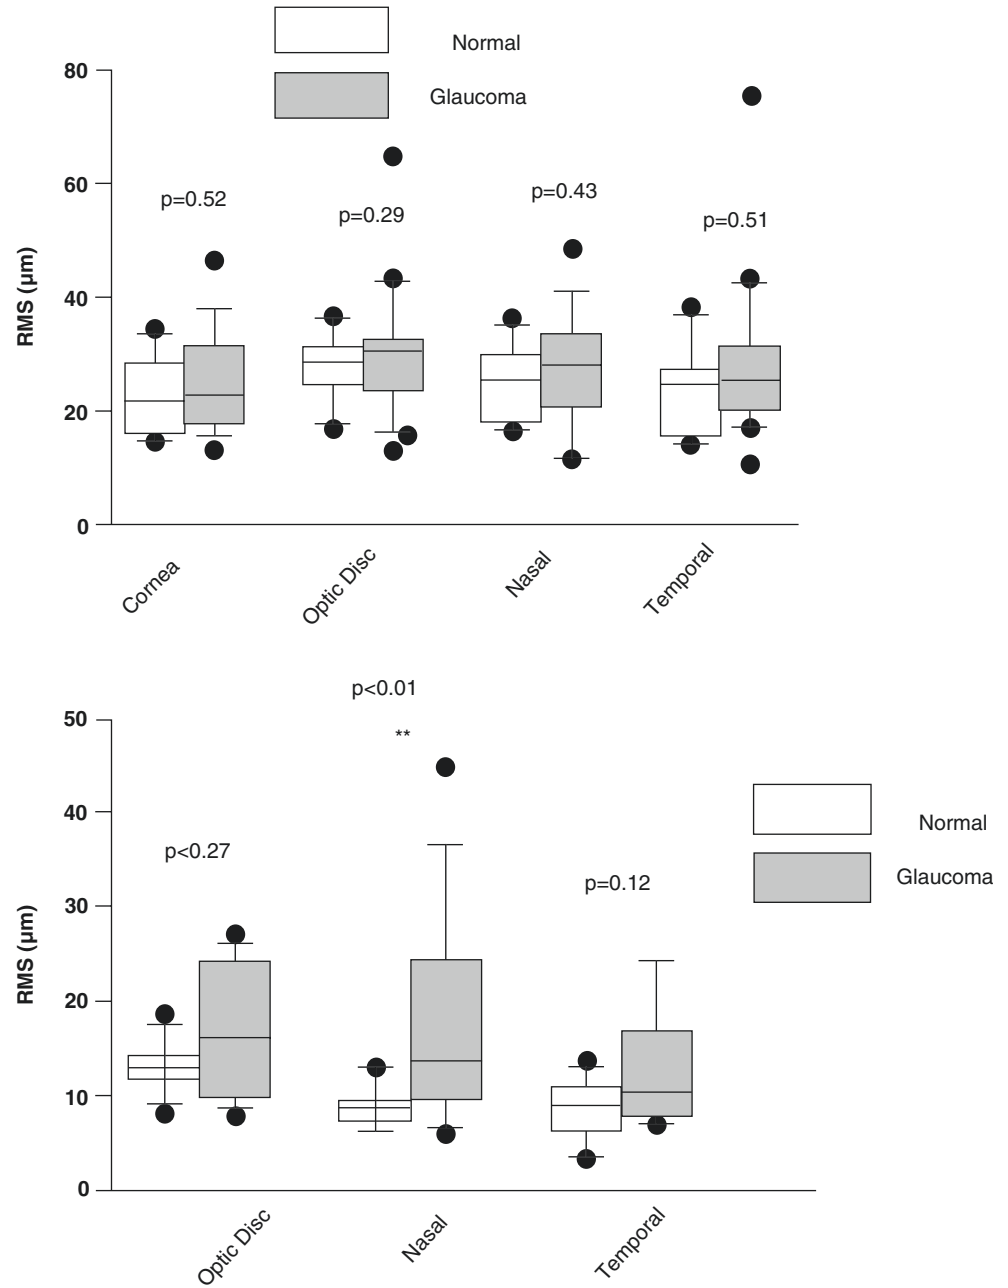 Normal
Glaucoma
80
60
40
20
0
RMS (μm)
p=0.52
p=0.29
p=0.43
p=0.51
Cornea
Optic Disc
Nasal
Temporal
p<0.01
**
50
40
30
20
10
0
RMS (μm)
p<0.27
p=0.12
Normal
Glaucoma
Optic Disc
Nasal
Temporal